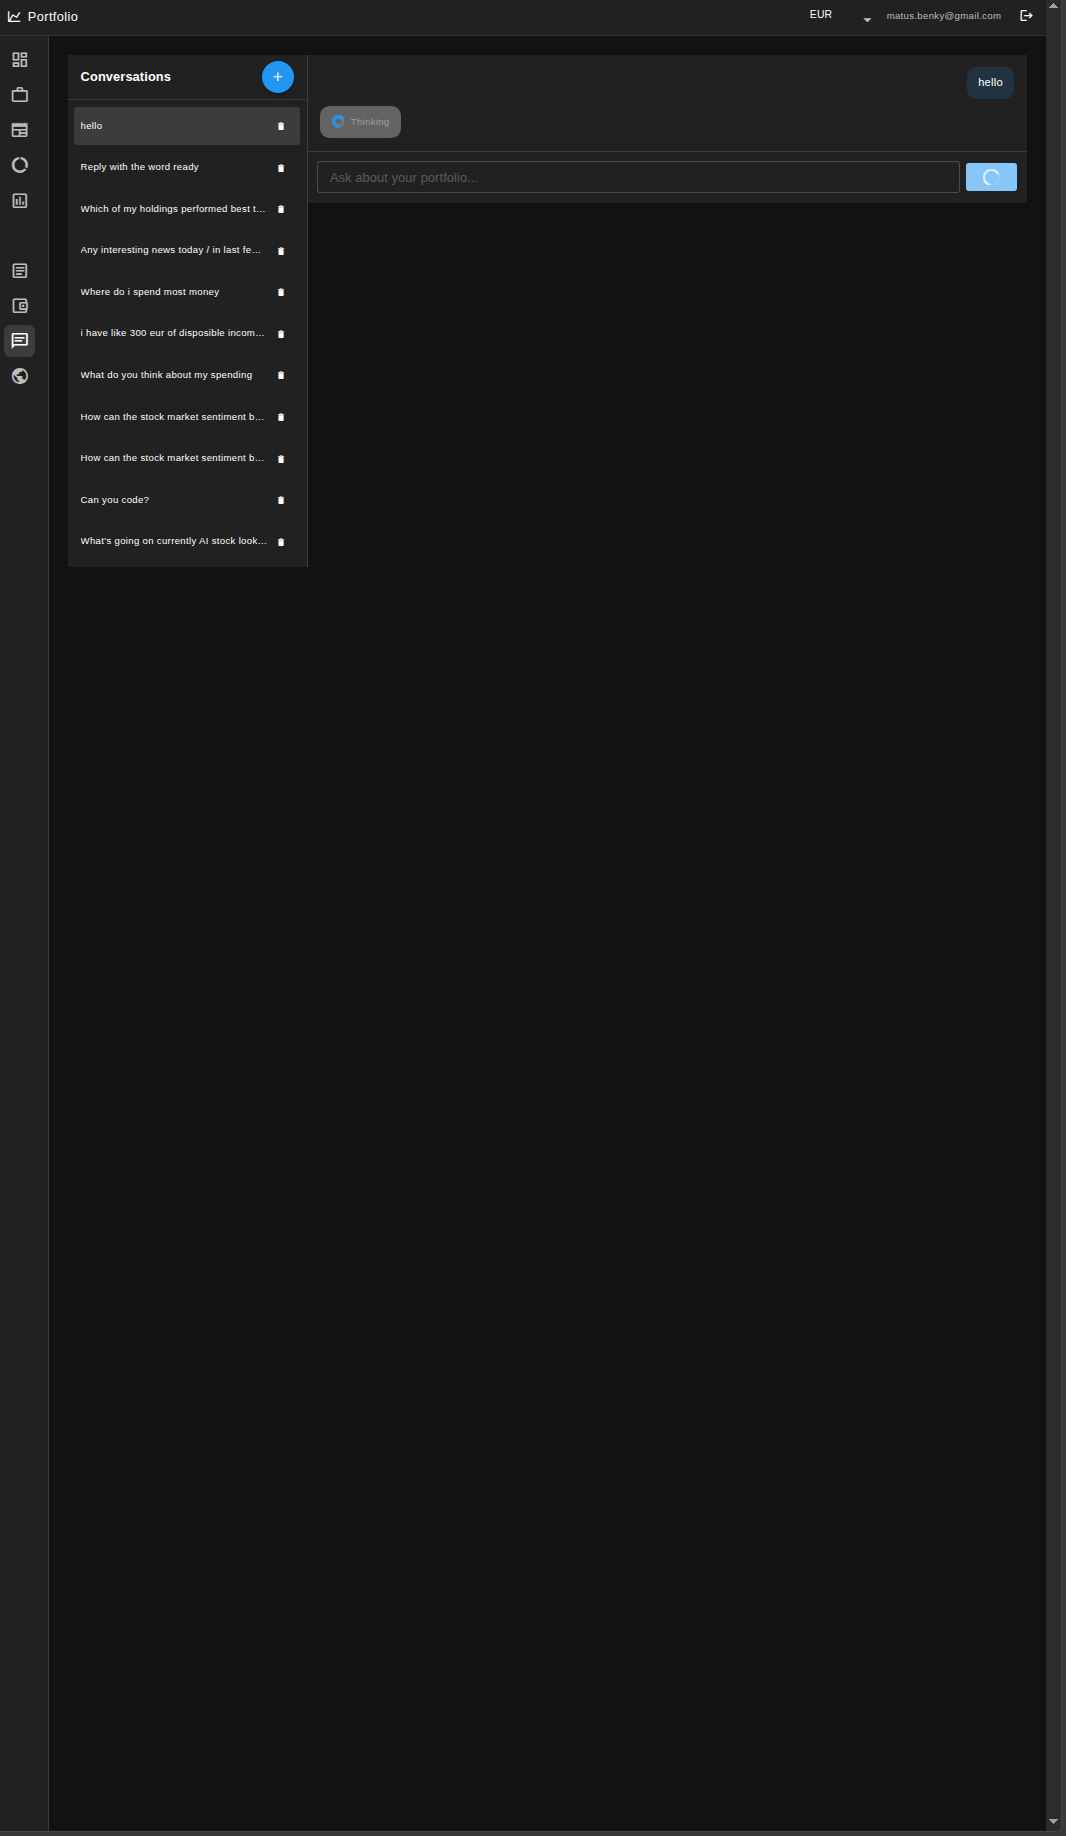 Portfolio
EUR
matus.benky@gmail.com
Conversations
+
hello
hello
Thinking
Reply with the word ready
Ask about your portfolio...
Which of my holdings performed best t...
Any interesting news today / in last fe...
Where do i spend most money
i have like 300 eur of disposible incom...
What do you think about my spending
How can the stock market sentiment b...
How can the stock market sentiment b...
Can you code?
What's going on currently AI stock look...